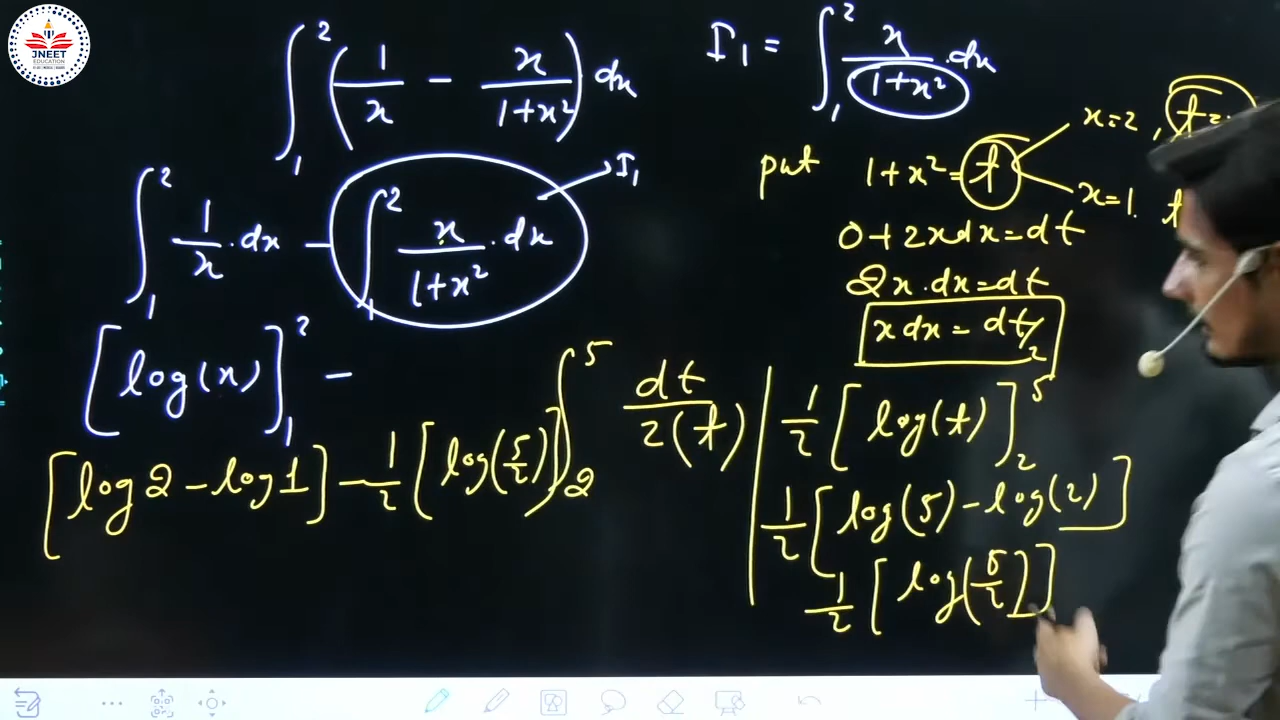 JNEET
EDUCATION
∫₁² (1/x − x/(1+x²)) dx
∫₁² 1/x . dx − ∫₁² x/(1+x²) . dx → I₁
[log(x)]₁² −
[log 2 − log 1] − 1/2 [log(5/2)]
I₁ = ∫₁² x/(1+x²) . dx
put 1+x² = t
x=2, t=
x=1. t
0+2x dx = dt
2x . dx = dt
x dx = dt/2
∫₂⁵ dt/2(t)
1/2 [log(t)]₂⁵
1/2 [log(5) − log(2)]
1/2 [log(5/2)]